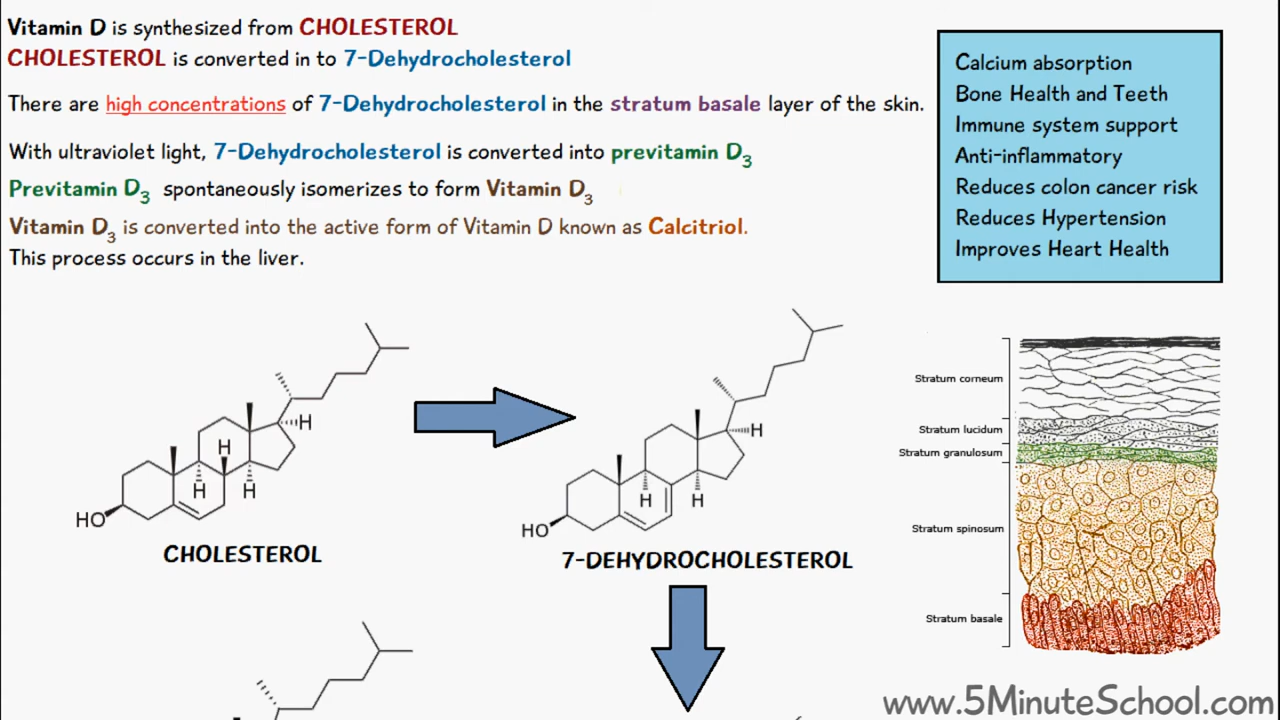 Vitamin D is synthesized from CHOLESTEROL
CHOLESTEROL is converted in to 7-Dehydrocholesterol
There are high concentrations of 7-Dehydrocholesterol in the stratum basale layer of the skin.
With ultraviolet light, 7-Dehydrocholesterol is converted into previtamin D3
Previtamin D3 spontaneously isomerizes to form Vitamin D3
Vitamin D3 is converted into the active form of Vitamin D known as Calcitriol.
This process occurs in the liver.
Calcium absorption
Bone Health and Teeth
Immune system support
Anti-inflammatory
Reduces colon cancer risk
Reduces Hypertension
Improves Heart Health
H
H
H
H
HO
CHOLESTEROL
H
H
H
HO
7-DEHYDROCHOLESTEROL
Stratum corneum
Stratum lucidum
Stratum granulosum
Stratum spinosum
Stratum basale
www.5MinuteSchool.com